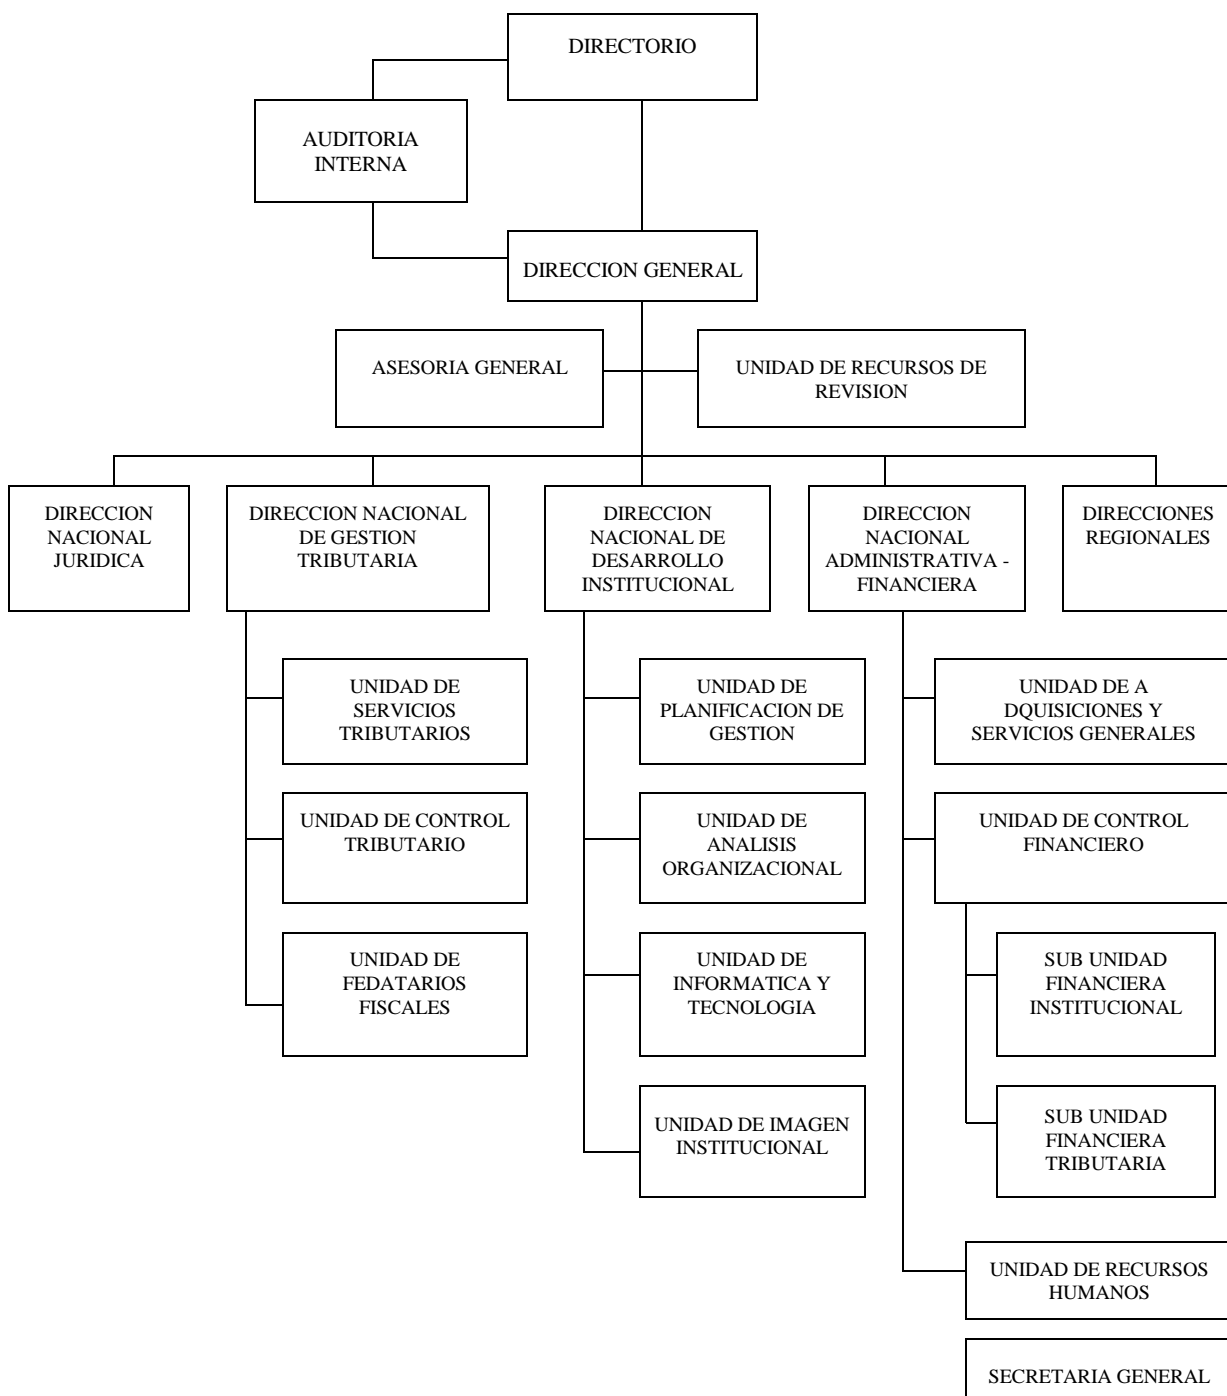 DIRECTORIO
AUDITORIA
INTERNA
DIRECCION GENERAL
ASESORIA GENERAL
UNIDAD DE RECURSOS DE
REVISION
DIRECCION
NACIONAL
JURIDICA
DIRECCION NACIONAL
DE GESTION
TRIBUTARIA
DIRECCION
NACIONAL DE
DESARROLLO
INSTITUCIONAL
DIRECCION
NACIONAL
ADMINISTRATIVA -
FINANCIERA
DIRECCIONES
REGIONALES
UNIDAD DE
SERVICIOS
TRIBUTARIOS
UNIDAD DE
PLANIFICACION DE
GESTION
UNIDAD DE A
DQUISICIONES Y
SERVICIOS GENERALES
UNIDAD DE CONTROL
TRIBUTARIO
UNIDAD DE
ANALISIS
ORGANIZACIONAL
UNIDAD DE CONTROL
FINANCIERO
UNIDAD DE
FEDATARIOS
FISCALES
UNIDAD DE
INFORMATICA Y
TECNOLOGIA
SUB UNIDAD
FINANCIERA
INSTITUCIONAL
UNIDAD DE IMAGEN
INSTITUCIONAL
SUB UNIDAD
FINANCIERA
TRIBUTARIA
UNIDAD DE RECURSOS
HUMANOS
SECRETARIA GENERAL